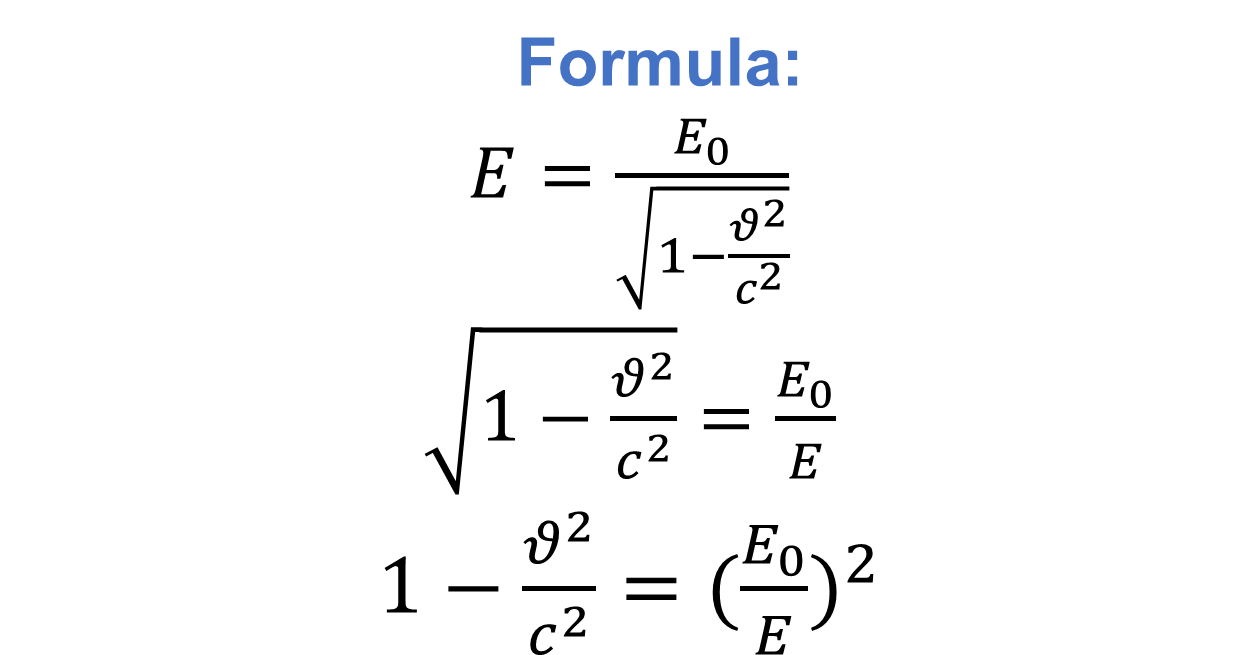 Formula:
E = E₀ / √(1 − ϑ² / c²)
√(1 − ϑ² / c²) = E₀ / E
1 − ϑ² / c² = (E₀ / E)²